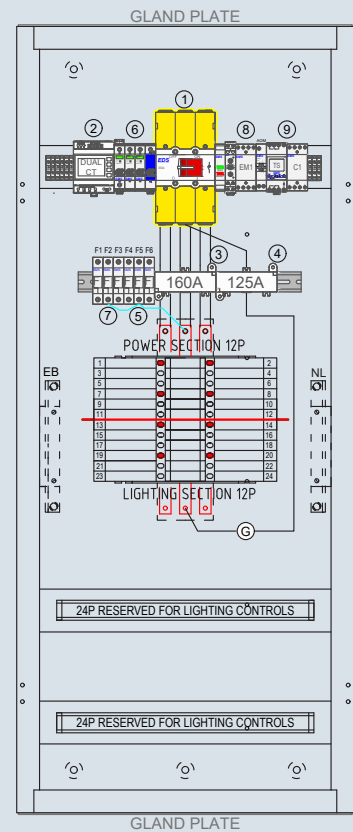 GLAND PLATE
1
2 6 8 9
ACM
DUAL CT
EDS
EM1
TS
C1
3 4
F1 F2 F3 F4 F5 F6
160A 125A
7 5
POWER SECTION 12P
EB
NL
1 2
3 4
5 6
7 8
9 10
11 12
13 14
15 16
17 18
19 20
21 22
23 24
LIGHTING SECTION 12P
G
24P RESERVED FOR LIGHTING CONTROLS
24P RESERVED FOR LIGHTING CONTROLS
GLAND PLATE